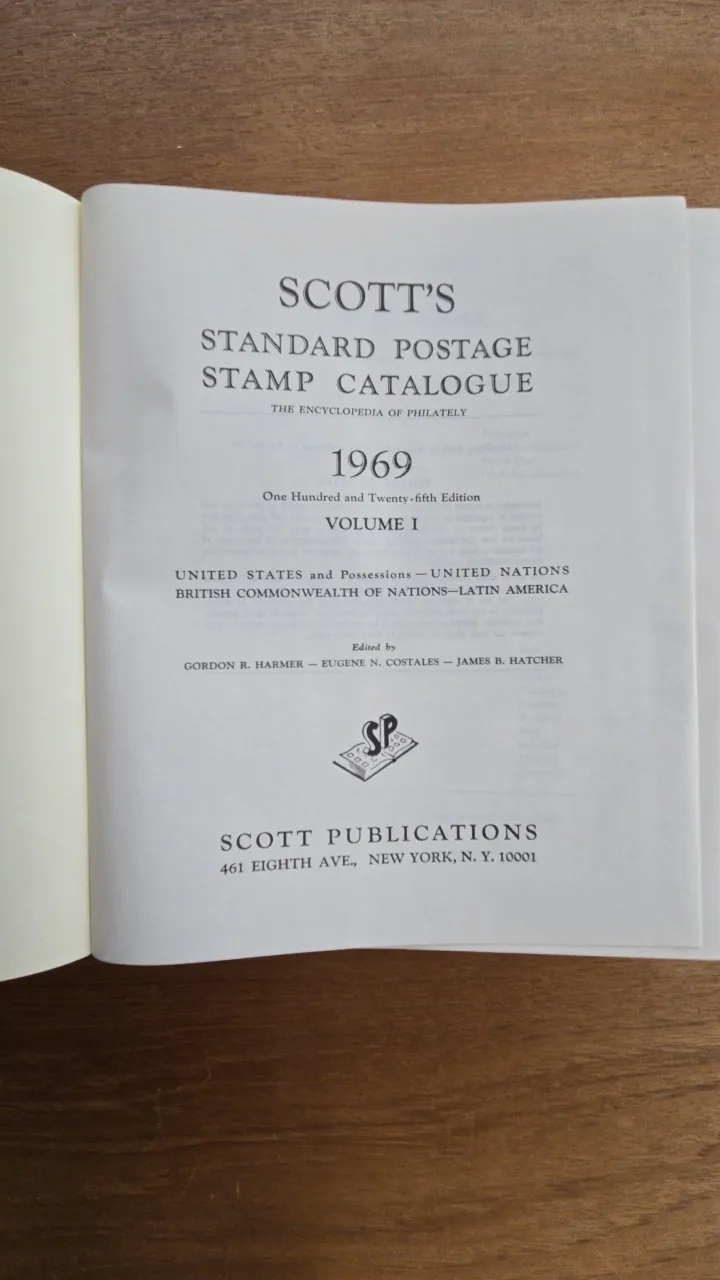 SCOTT'S
STANDARD POSTAGE
STAMP CATALOGUE
THE ENCYCLOPEDIA OF PHILATELY
1969
One Hundred and Twenty-fifth Edition
VOLUME I
UNITED STATES and Possessions — UNITED NATIONS
BRITISH COMMONWEALTH OF NATIONS—LATIN AMERICA
Edited by
GORDON R. HARMER — EUGENE N. COSTALES — JAMES B. HATCHER
SP
SCOTT PUBLICATIONS
461 EIGHTH AVE., NEW YORK, N. Y. 10001